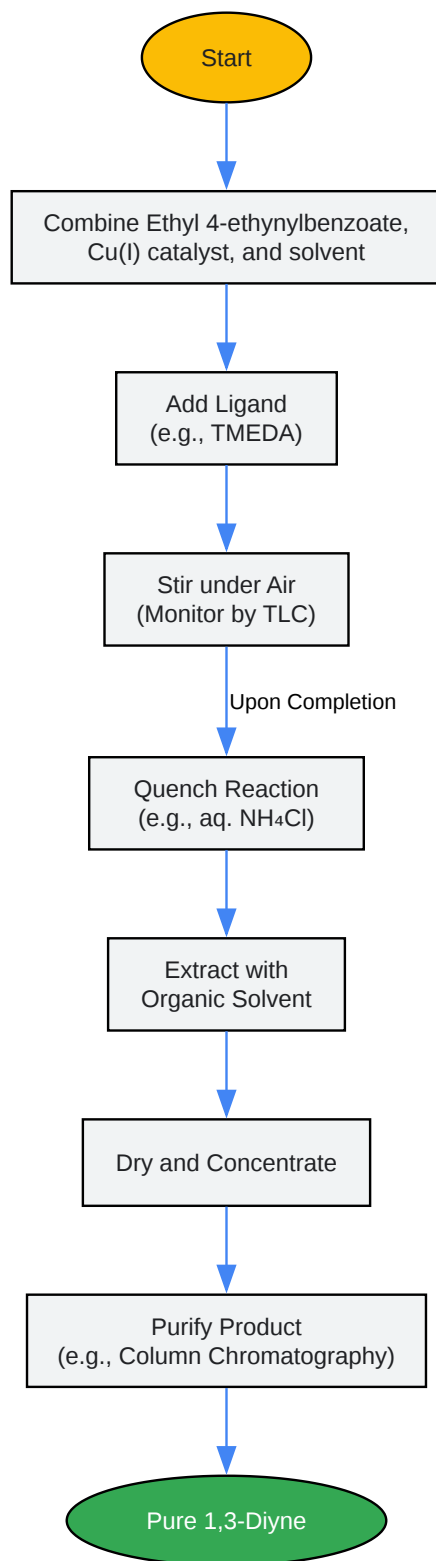 Start
Combine Ethyl 4-ethynylbenzoate,
Cu(I) catalyst, and solvent
Add Ligand
(e.g., TMEDA)
Stir under Air
(Monitor by TLC)
Upon Completion
Quench Reaction
(e.g., aq. NH₄Cl)
Extract with
Organic Solvent
Dry and Concentrate
Purify Product
(e.g., Column Chromatography)
Pure 1,3-Diyne